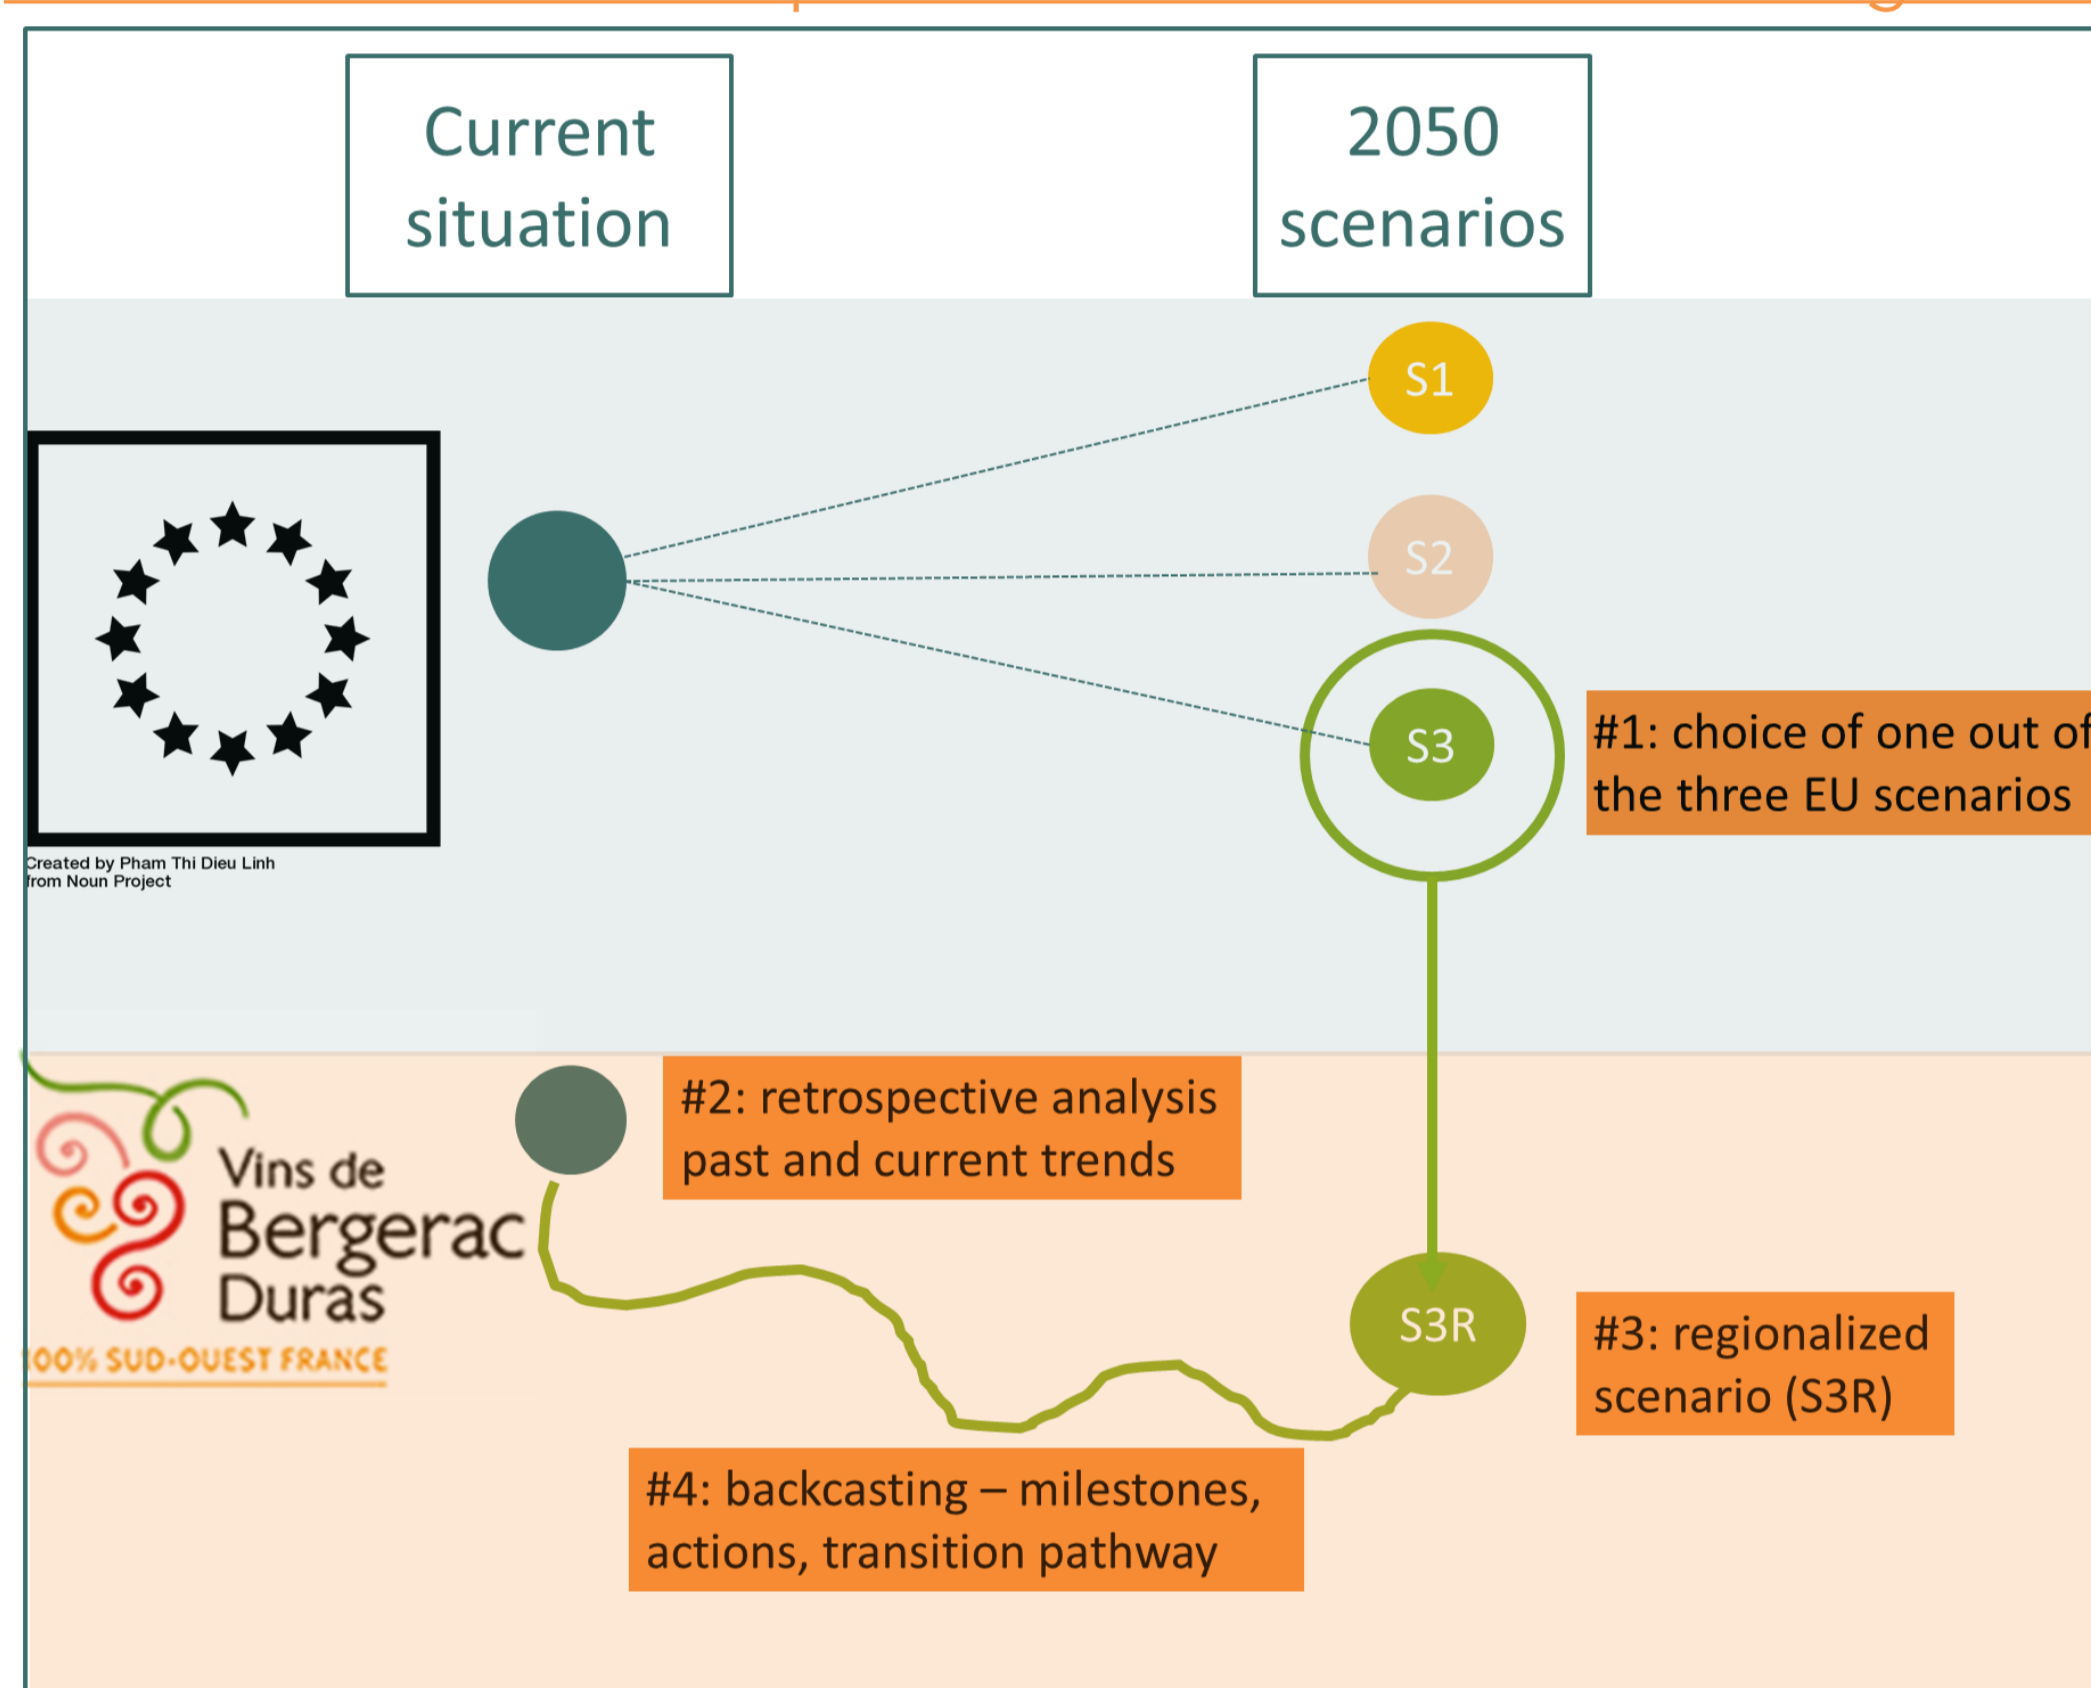 Current
situation
2050
scenarios
S1
S2
S3
#1: choice of one out of
the three EU scenarios
Created by Pham Thi Dieu Linh
from Noun Project
#2: retrospective analysis
past and current trends
Vins de
Bergerac
Duras
100% SUD-OUEST FRANCE
S3R
#3: regionalized
scenario (S3R)
#4: backcasting – milestones,
actions, transition pathway